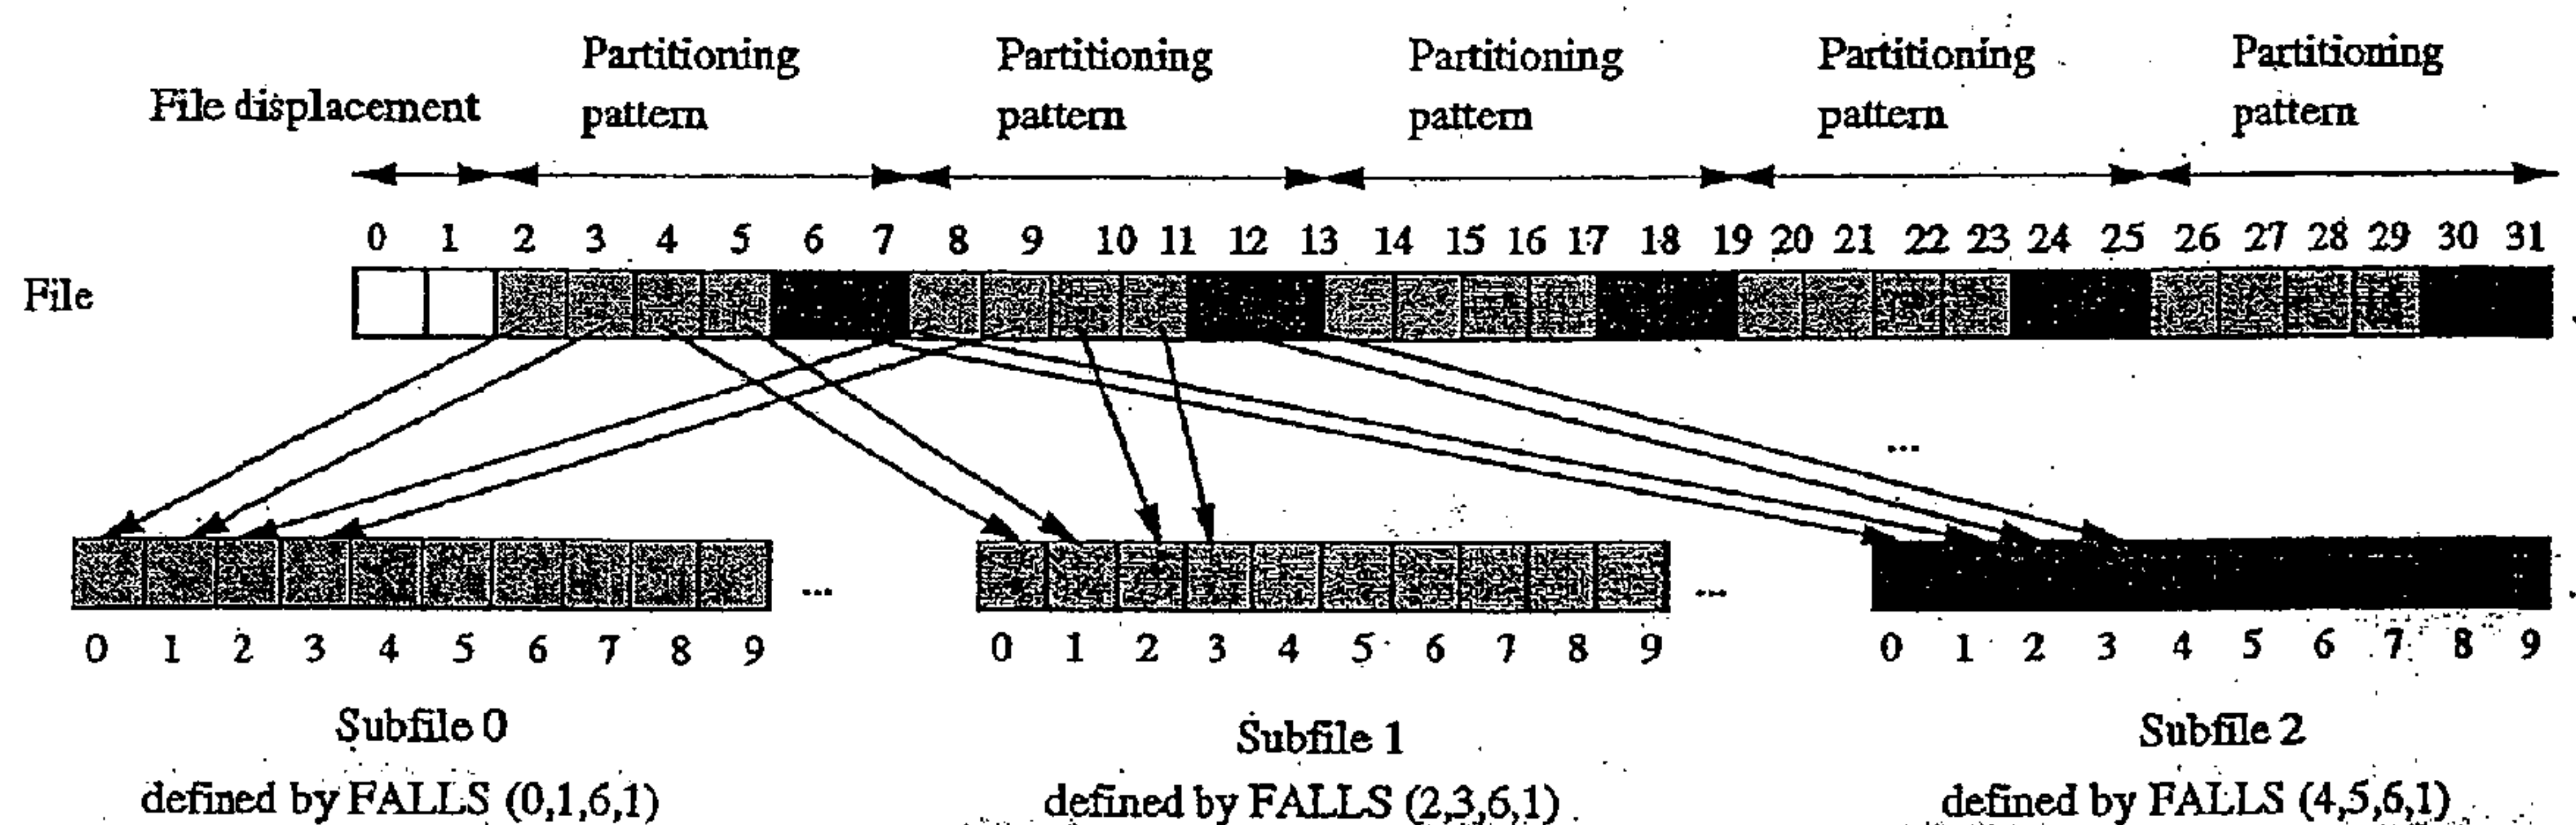 Partitioning pattern
Partitioning pattern
Partitioning pattern
Partitioning pattern
Partitioning pattern
File displacement
0 1 2 3 4 5 6 7 8 9 10 11 12 13 14 15 16 17 18 19 20 21 22 23 24 25 26 27 28 29 30 31
File
...
... ...
0 1 2 3 4 5 6 7 8 9 0 1 2 3 4 5 6 7 8 9 0 1 2 3 4 5 6 7 8 9
Subfile 0 Subfile 1 Subfile 2
defined by FALLS (0,1,6,1) defined by FALLS (2,3,6,1) defined by FALLS (4,5,6,1)